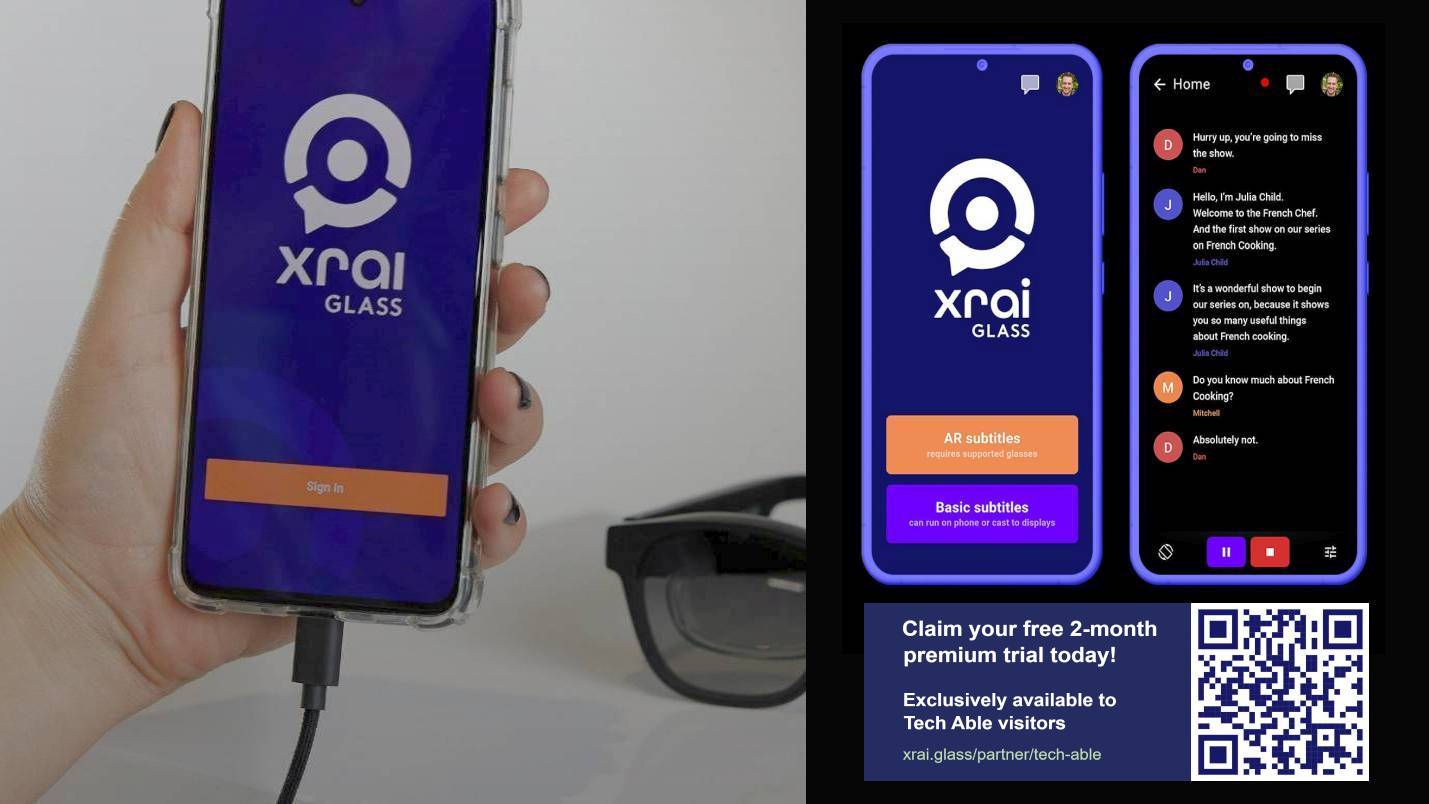 xrai
GLASS
Sign in
xrai
GLASS
AR subtitles
requires supported glasses
Basic subtitles
can run on phone or cast to displays
Home
D
Hurry up, you're going to miss
the show.
Dan
J
Hello, I'm Julia Child.
Welcome to the French Chef.
And the first show on our series
on French Cooking.
Julia Child
J
It's a wonderful show to begin
our series on, because it shows
you so many useful things
about French cooking.
Julia Child
M
Do you know much about French
Cooking?
Mitchell
D
Absolutely not.
Dan
Claim your free 2-month
premium trial today!
Exclusively available to
Tech Able visitors
xrai.glass/partner/tech-able